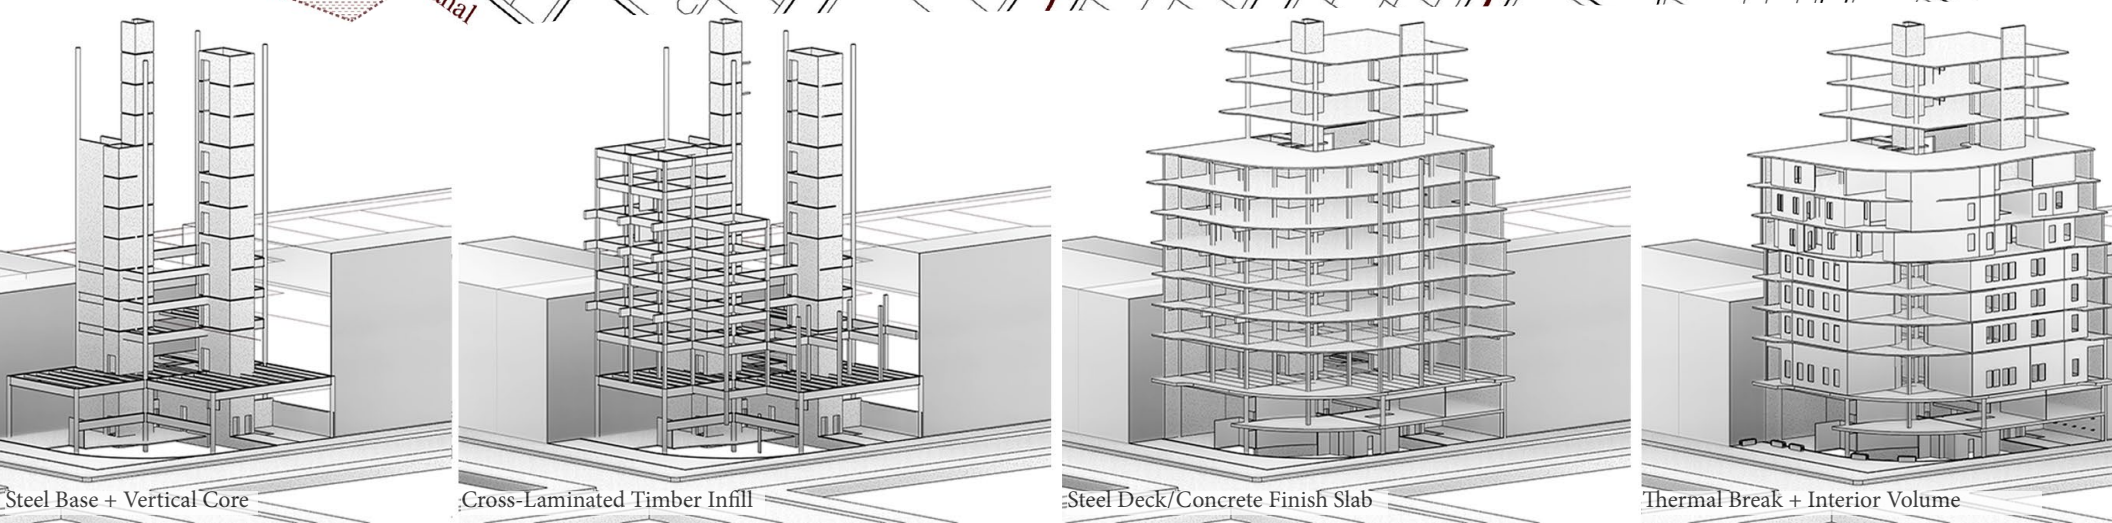 Steel Base + Vertical Core
Cross-Laminated Timber Infill
Steel Deck/Concrete Finish Slab
Thermal Break + Interior Volume